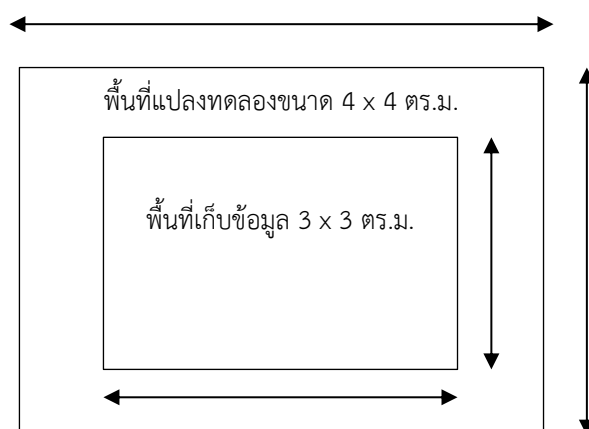 พื้นที่แปลงทดลองขนาด 4 x 4 ตร.ม.
พื้นที่เก็บข้อมูล 3 x 3 ตร.ม.